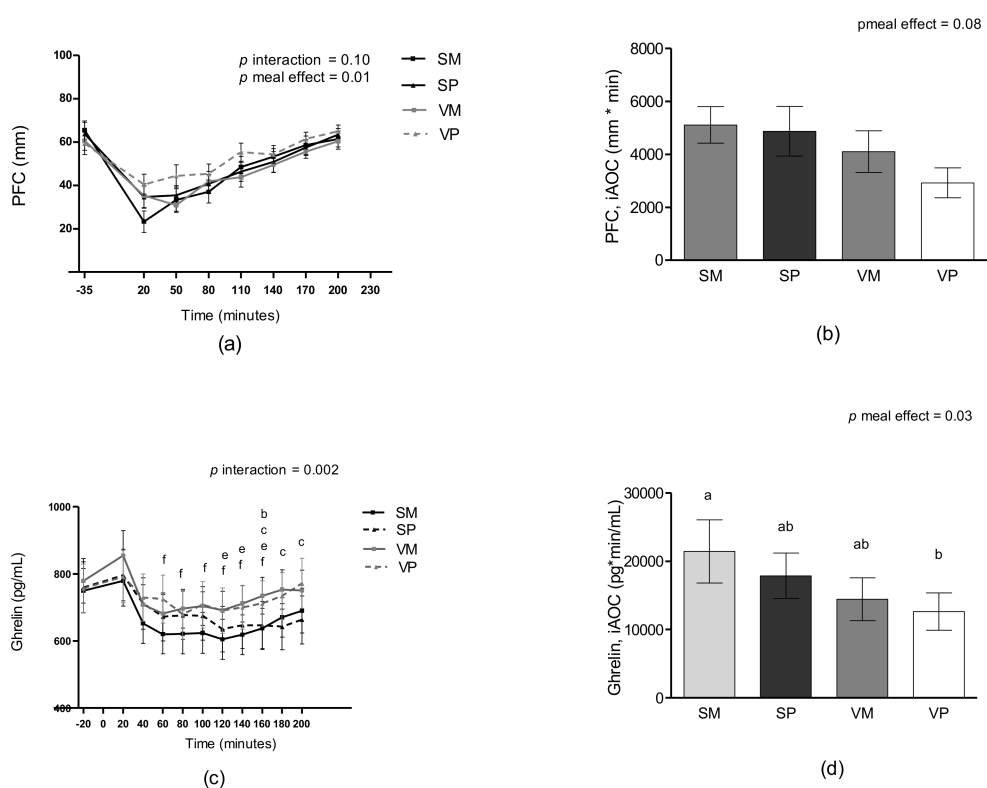 p interaction = 0.10
p meal effect = 0.01
SM
SP
VM
VP
PFC (mm)
100
80
60
40
20
-35 20 50 80 110 140 170 200 230
Time (minutes)
(a)
pmeal effect = 0.08
PFC, iAOC (mm * min)
8000
6000
4000
2000
0
SM SP VM VP
(b)
p interaction = 0.002
SM
SP
VM
VP
Ghrelin (pg/mL)
1000
800
600
400
f
f
f
e
f
e
f
b
c
e
f
c
c
-20 0 20 40 60 80 100 120 140 160 180 200
Time (minutes)
(c)
p meal effect = 0.03
Ghrelin, iAOC (pg*min/mL)
30000
20000
10000
0
a
ab
ab
b
SM SP VM VP
(d)